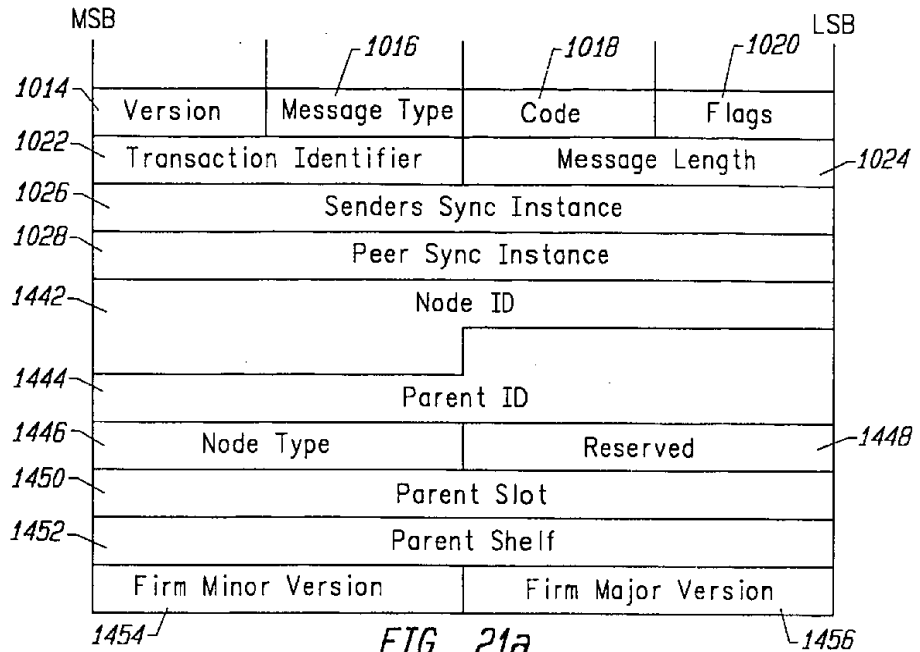 MSB
LSB
1016
1018
1020
1014
Version Message Type Code Flags
1022
Transaction Identifier Message Length
1024
1026
Senders Sync Instance
1028
Peer Sync Instance
1442
Node ID
1444
Parent ID
1446
Node Type Reserved
1448
1450
Parent Slot
1452
Parent Shelf
Firm Minor Version Firm Major Version
1454
FIG 21a
1456